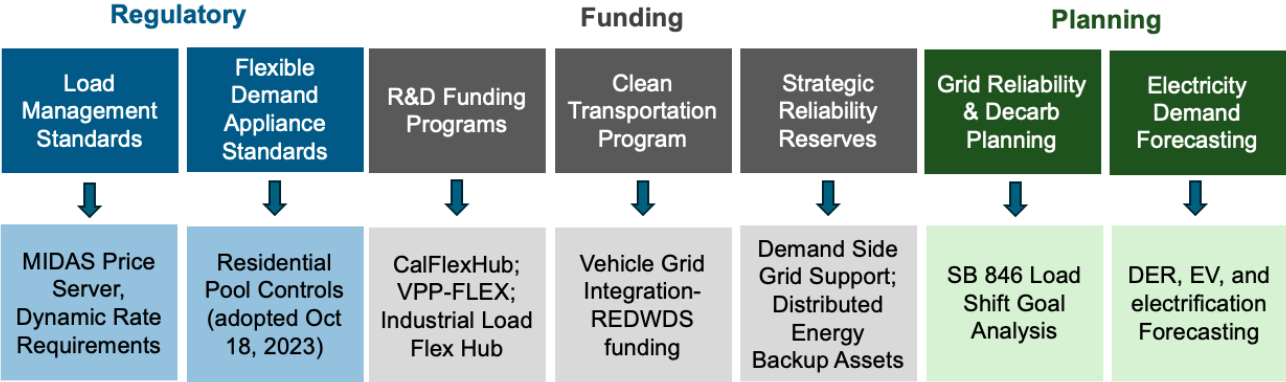 Regulatory
Funding
Planning
Load
Management
Standards
Flexible
Demand
Appliance
Standards
R&D Funding
Programs
Clean
Transportation
Program
Strategic
Reliability
Reserves
Grid Reliability
& Decarb
Planning
Electricity
Demand
Forecasting
MIDAS Price
Server,
Dynamic Rate
Requirements
Residential
Pool Controls
(adopted Oct
18, 2023)
CalFlexHub;
VPP-FLEX;
Industrial Load
Flex Hub
Vehicle Grid
Integration-
REDWDS
funding
Demand Side
Grid Support;
Distributed
Energy
Backup Assets
SB 846 Load
Shift Goal
Analysis
DER, EV, and
electrification
Forecasting